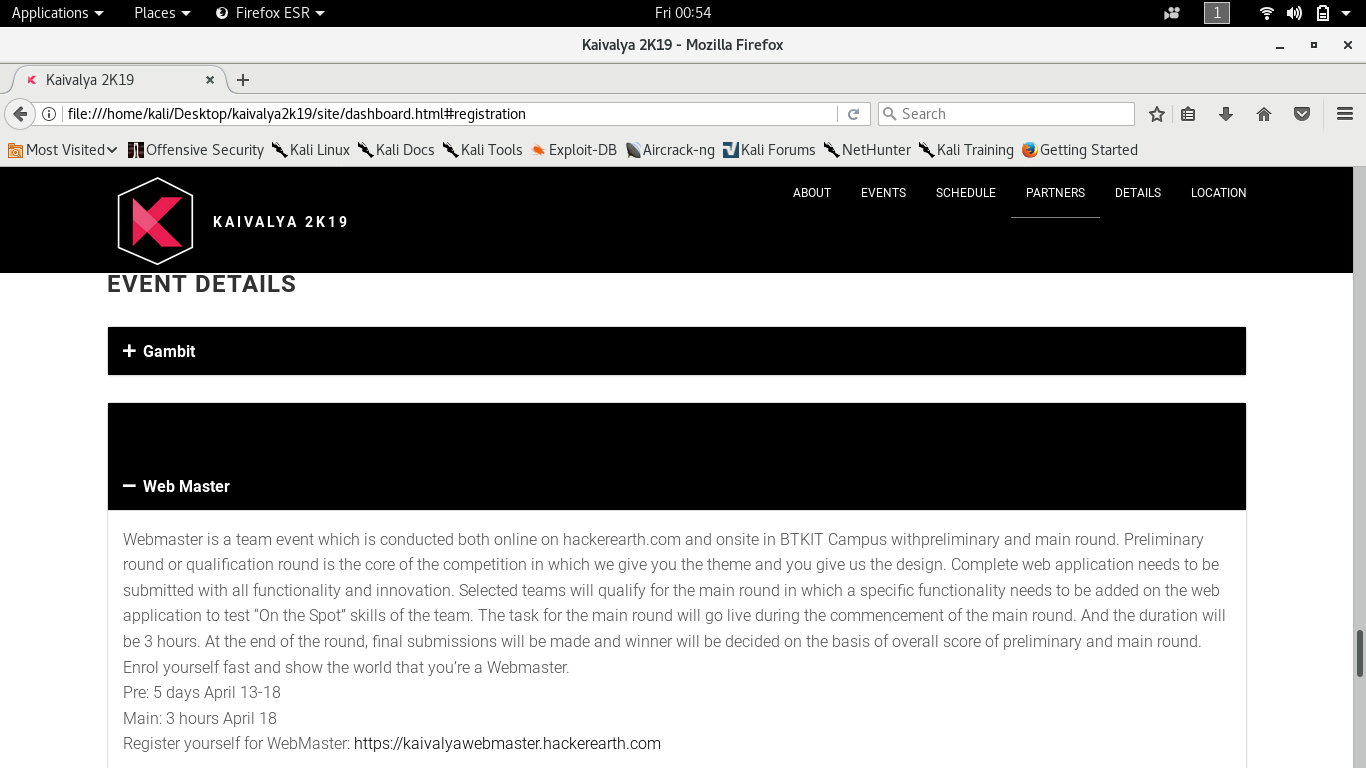 Applications Places Firefox ESR Fri 00:54 1
Kaivalya 2K19 - Mozilla Firefox
Kaivalya 2K19
file:///home/kali/Desktop/kaivalya2k19/site/dashboard.html#registration Search
Most Visited Offensive Security Kali Linux Kali Docs Kali Tools Exploit-DB Aircrack-ng Kali Forums NetHunter Kali Training Getting Started
ABOUT EVENTS SCHEDULE PARTNERS DETAILS LOCATION
KAIVALYA 2K19
EVENT DETAILS
Gambit
Web Master
Webmaster is a team event which is conducted both online on hackerearth.com and onsite in BTKIT Campus withpreliminary and main round. Preliminary
round or qualification round is the core of the competition in which we give you the theme and you give us the design. Complete web application needs to be
submitted with all functionality and innovation. Selected teams will qualify for the main round in which a specific functionality needs to be added on the web
application to test “On the Spot” skills of the team. The task for the main round will go live during the commencement of the main round. And the duration will
be 3 hours. At the end of the round, final submissions will be made and winner will be decided on the basis of overall score of preliminary and main round.
Enrol yourself fast and show the world that you’re a Webmaster.
Pre: 5 days April 13-18
Main: 3 hours April 18
Register yourself for WebMaster: https://kaivalyawebmaster.hackerearth.com